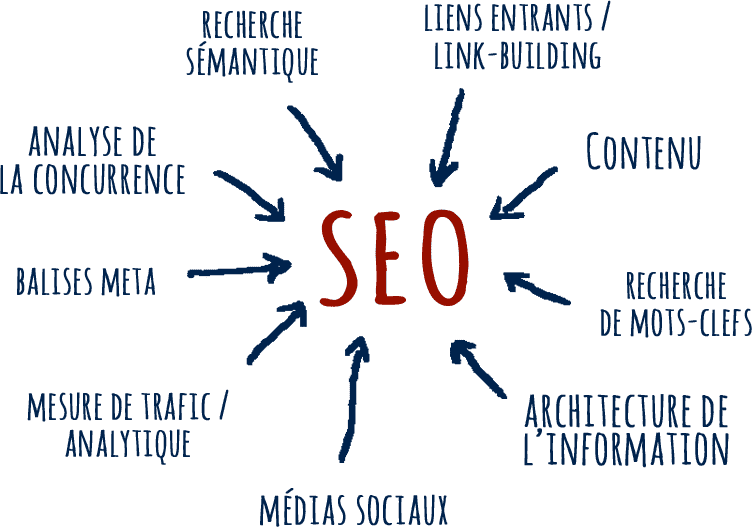 RECHERCHE
SÉMANTIQUE
LIENS ENTRANTS /
LINK-BUILDING
ANALYSE DE
LA CONCURRENCE
CONTENU
SEO
BALISES META
RECHERCHE
DE MOTS-CLEFS
MESURE DE TRAFIC /
ANALYTIQUE
ARCHITECTURE DE
L'INFORMATION
MÉDIAS SOCIAUX